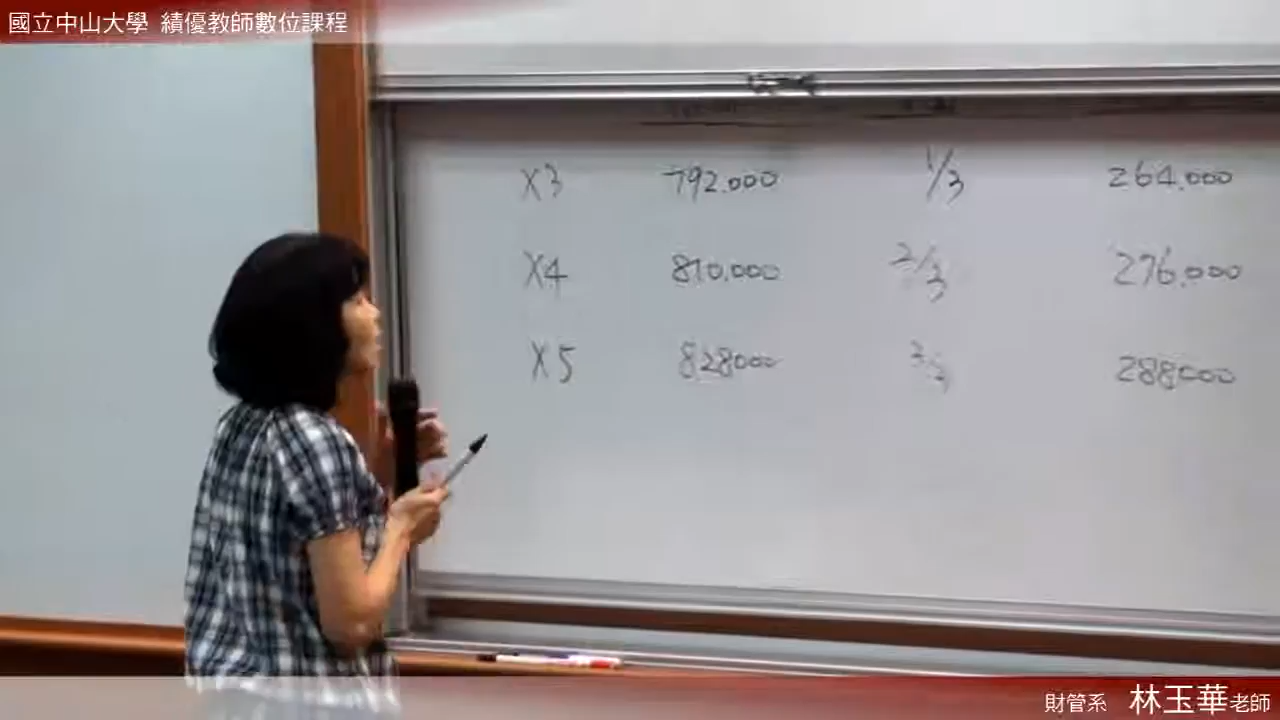 國立中山大學 績優教師數位課程
X3 792.000 1/3 264.000
X4 810.000 2/3 276.000
X5 828000 288000
財管系 林玉華老師